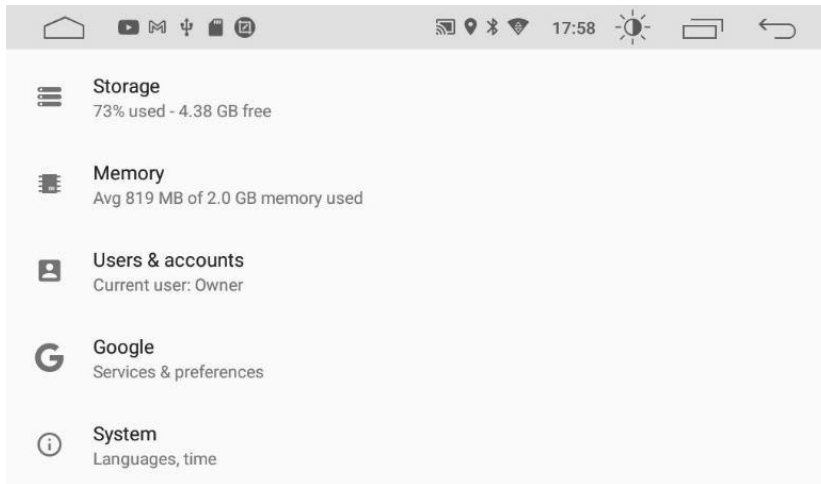 17:58
Storage
73% used - 4.38 GB free
Memory
Avg 819 MB of 2.0 GB memory used
Users & accounts
Current user: Owner
Google
Services & preferences
System
Languages, time